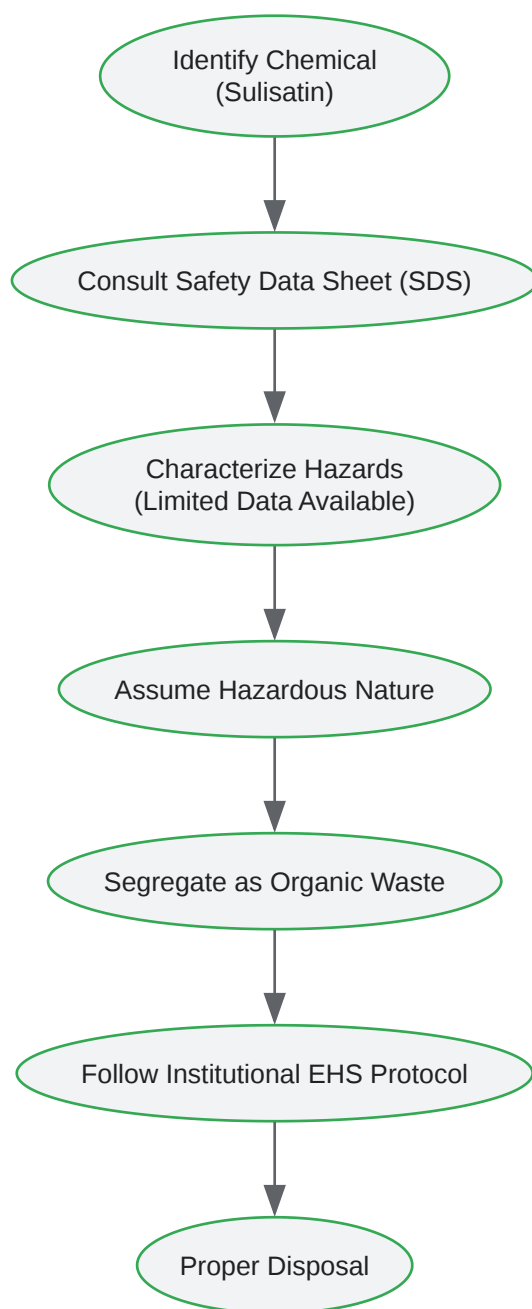 Identify Chemical
(Sulisatin)
Consult Safety Data Sheet (SDS)
Characterize Hazards
(Limited Data Available)
Assume Hazardous Nature
Segregate as Organic Waste
Follow Institutional EHS Protocol
Proper Disposal